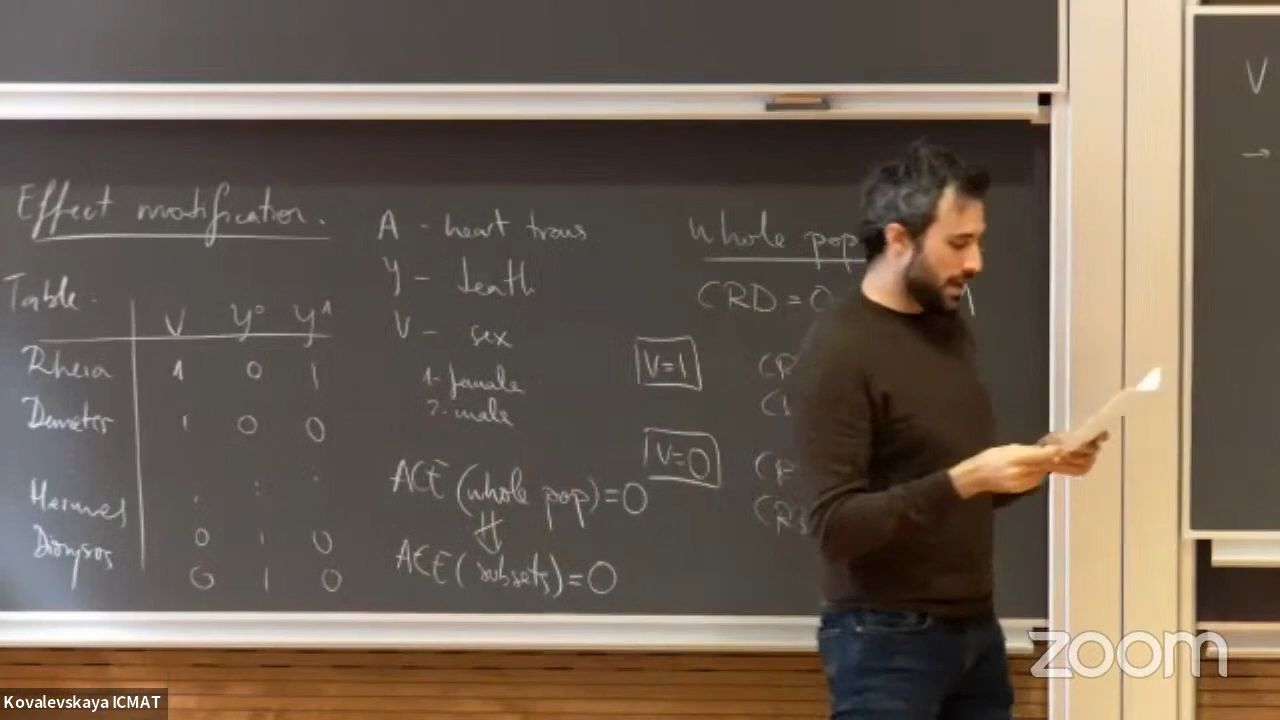 Effect modification.
Table.
V Y⁰ Y¹
Rheia 1 0 1
Demeter 1 0 0
Hermes 0 1 0
Dionysos 0 1 0
A - heart trans
Y - death
V - sex
1- female
?- male
ACE (whole pop) = 0
⇓
ACE (subsets) = 0
Whole pop
CRD = 0
V=1
V=0
V
→
zoom
Kovalevskaya ICMAT